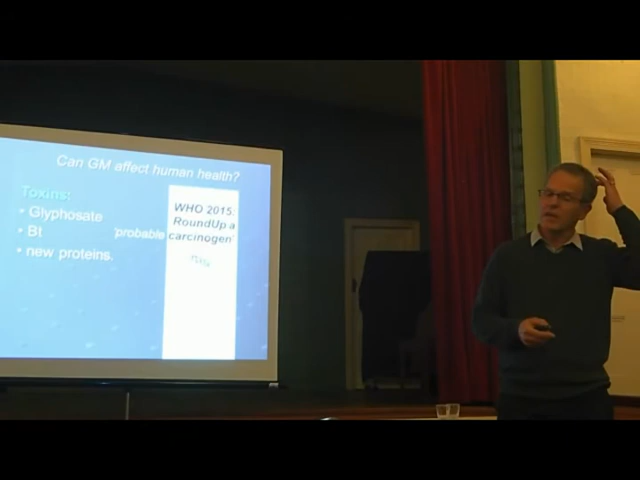 Can GM affect human health?
Toxins:
• Glyphosate
• Bt
• new proteins.
WHO 2015:
RoundUp a
'probable carcinogen'